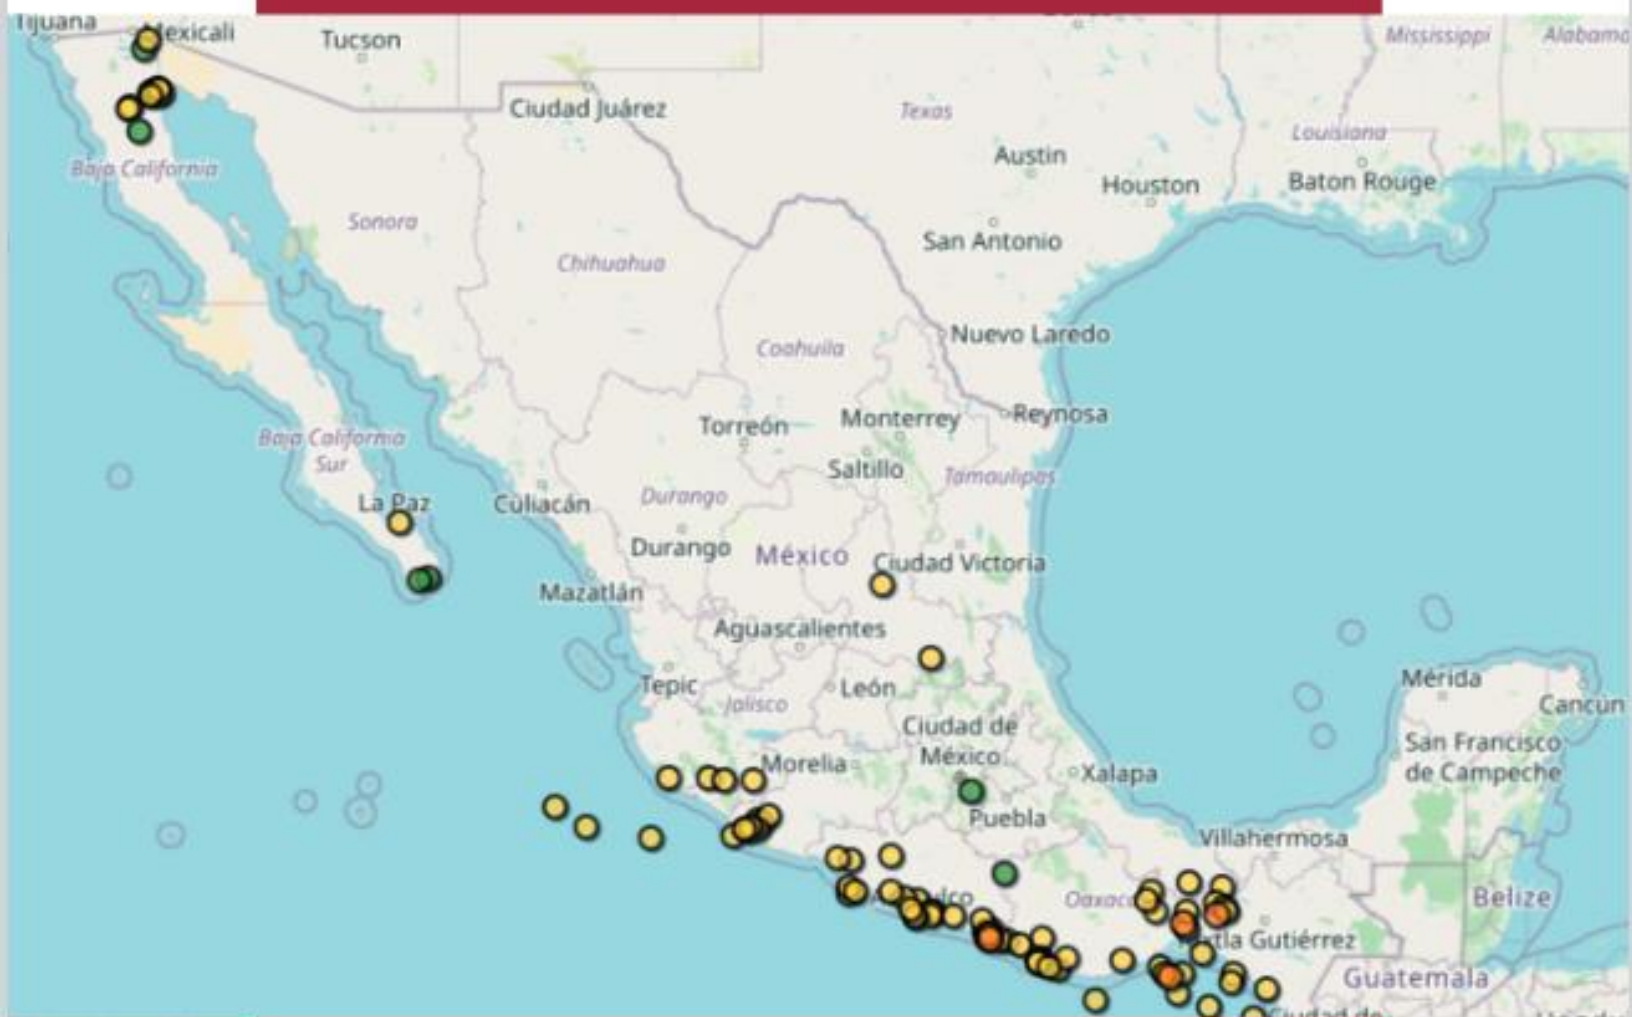 Tijuana
Mexicali
Tucson
Mississippi
Alabama
Ciudad Juárez
Texas
Louisiana
Austin
Houston
Baton Rouge
Baja California
Sonora
San Antonio
Chihuahua
Nuevo Laredo
Coahuila
Torreón
Monterrey
Reynosa
Baja California
Sur
Saltillo
Tamaulipas
La Paz
Culiacán
Durango
Durango
México
Ciudad Victoria
Mazatlán
Aguascalientes
Tepic
León
Mérida
Jalisco
Cancún
Ciudad de
México
San Francisco
de Campeche
Morelia
Xalapa
Puebla
Villahermosa
Oaxaca
Belize
Gutiérrez
Guatemala
Ciudad de